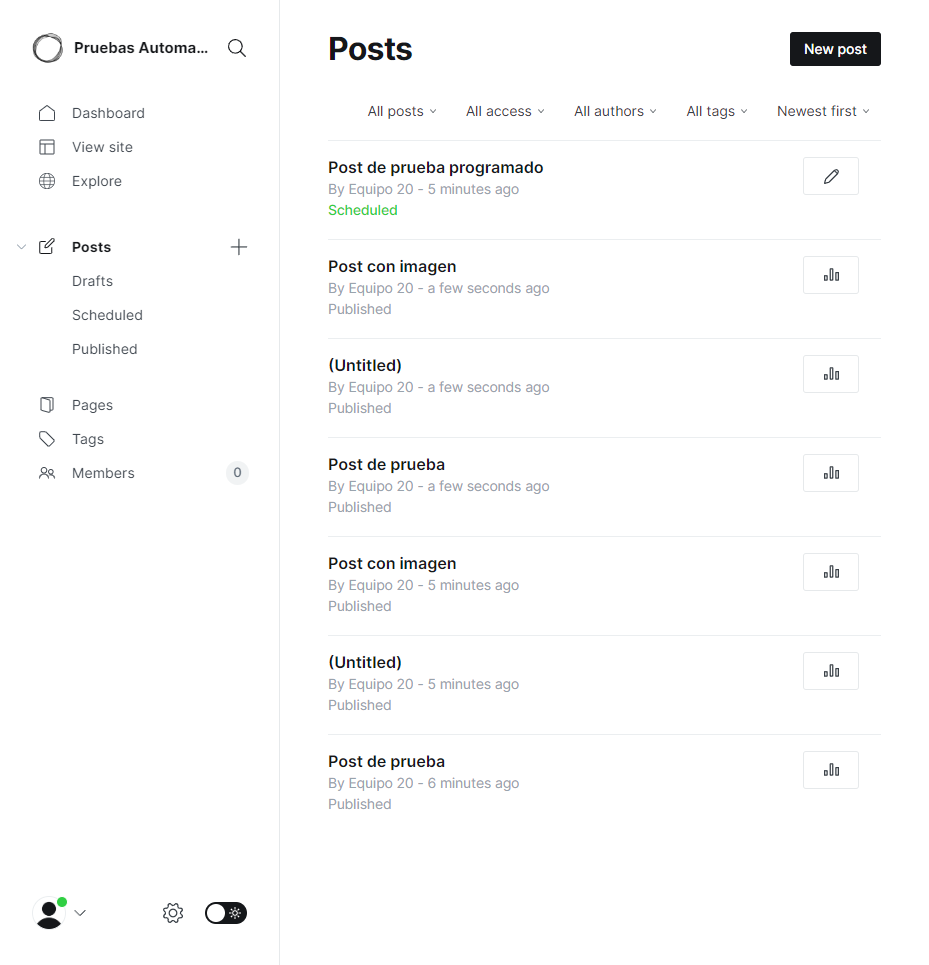 Pruebas Automa...
Dashboard
View site
Explore
Posts
Drafts
Scheduled
Published
Pages
Tags
Members 0
Posts
New post
All posts All access All authors All tags Newest first
Post de prueba programado
By Equipo 20 - 5 minutes ago
Scheduled
Post con imagen
By Equipo 20 - a few seconds ago
Published
(Untitled)
By Equipo 20 - a few seconds ago
Published
Post de prueba
By Equipo 20 - a few seconds ago
Published
Post con imagen
By Equipo 20 - 5 minutes ago
Published
(Untitled)
By Equipo 20 - 5 minutes ago
Published
Post de prueba
By Equipo 20 - 6 minutes ago
Published